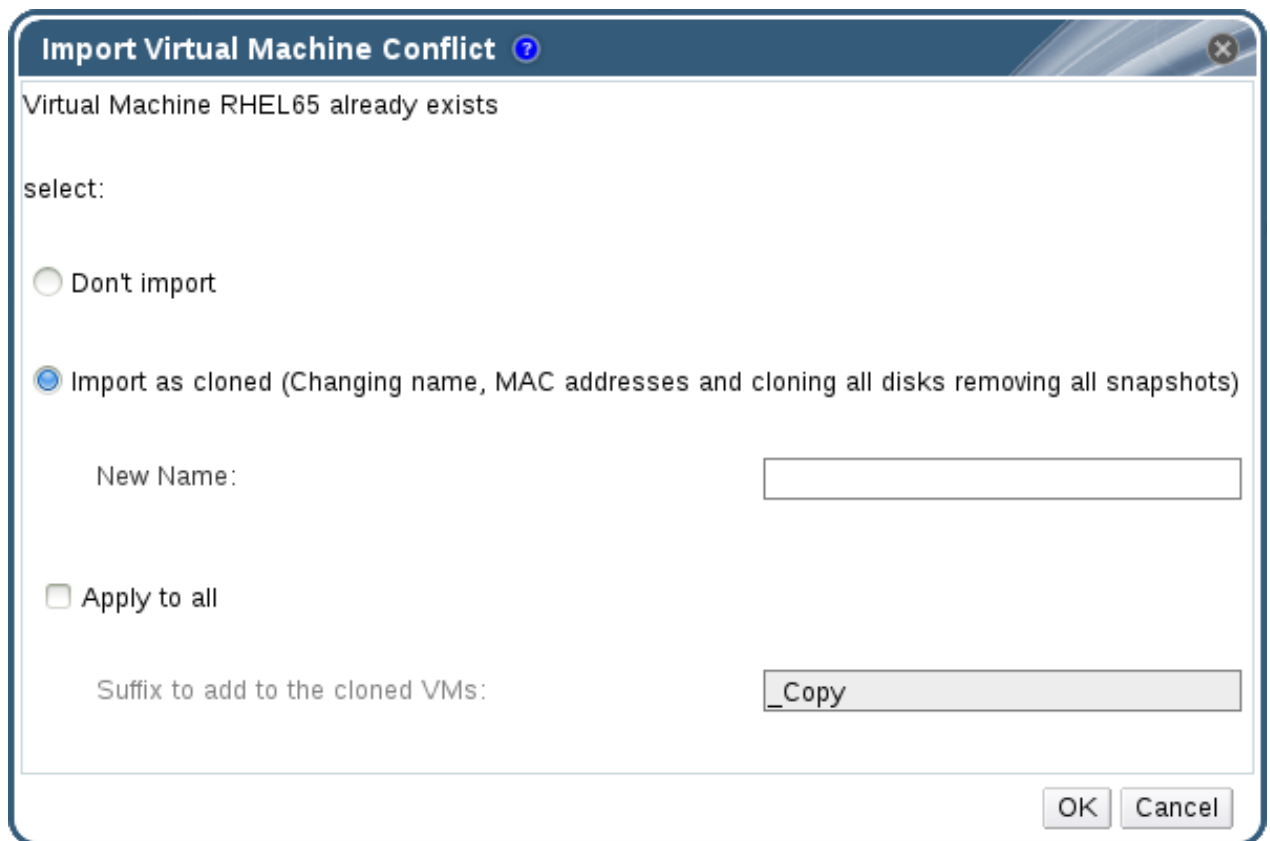 Import Virtual Machine Conflict ?
Virtual Machine RHEL65 already exists
select:
Don't import
Import as cloned (Changing name, MAC addresses and cloning all disks removing all snapshots)
New Name:
Apply to all
Suffix to add to the cloned VMs: _Copy
OK Cancel